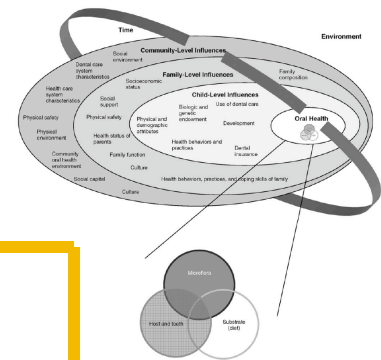 Time
Environment
Social
environment
Community-Level Influences
Dental care
system
characteristics
Family-Level Influences
Family
composition
Socioeconomic
status
Health care
system
characteristics
Child-Level Influences
Social
support
Biologic and
genetic
endowment
Use of dental care
Oral Health
Physical safety
Physical safety
Physical and
demographic
attributes
Development
Physical
environment
Health status of
parents
Health behaviors and
practices
Dental
insurance
Community
oral health
environment
Family function
Culture
Social capital
Health behaviors, practices, and coping skills of family
Culture
Microflora
Host and teeth
Substrate
(diet)